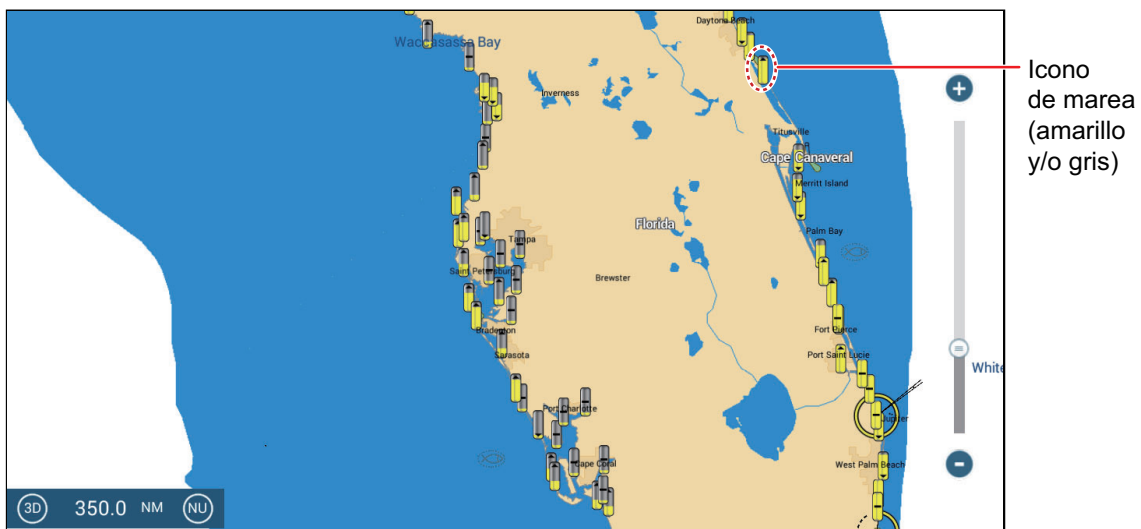 Daytona Beach
Waccasassa Bay
Inverness
Titusville
Cape Canaveral
Merritt Island
Florida
Palm Bay
Tampa
Saint Petersburg
Brewster
Bradenton
Fort Pierce
Sarasota
Port Saint Lucie
White
Port Charlotte
Jupiter
Cape Coral
West Palm Beach
3D 350.0 NM NU
+
-
Icono
de marea
(amarillo
y/o gris)